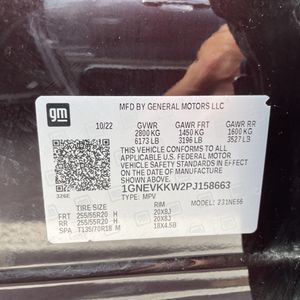 gm
MFD BY GENERAL MOTORS LLC
10/22 GVWR GAWR FRT GAWR RR
2800 KG 1450 KG 1600 KG
6173 LB 3196 LB 3527 LB
THIS VEHICLE CONFORMS TO ALL
APPLICABLE U.S. FEDERAL MOTOR
VEHICLE SAFETY STANDARDS IN EFFECT
ON THE DATE OF MANUFACTURE
SHOWN ABOVE.
1GNEVKKW2PJ158663
TYPE: MPV MODEL: 231NE56
TIRE SIZE RIM
FRT 255/55R20 H 20X8J
RR 255/55R20 H 20X8J
SPA T135/70R18 M 18X4.5B